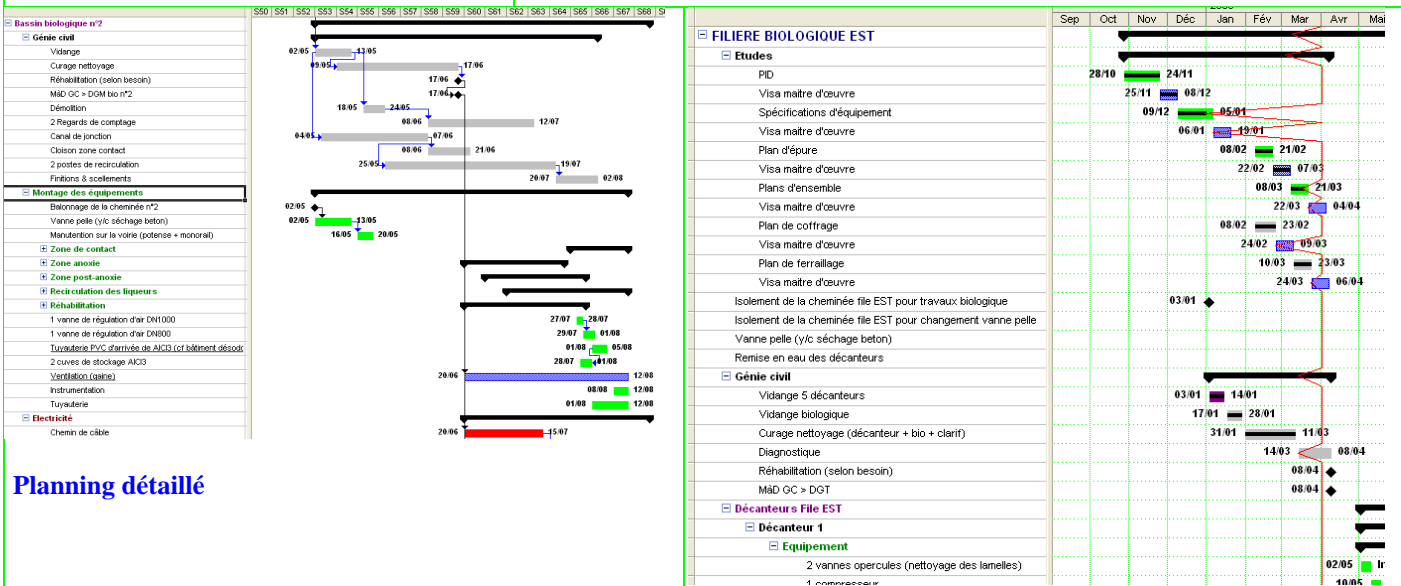 S50 S51 S52 S53 S54 S55 S56 S57 S58 S59 S60 S61 S62 S63 S64 S65 S66 S67 S68
Bassin biologique n°2
Génie civil
Vidange 02/05 13/05
Curage nettoyage 09/05 17/06
Réhabilitation (selon besoin) 17/06
MàD GC > DGM bio n°2 17/06
Démolition 18/05 24/05
2 Regards de comptage 08/06 12/07
Canal de jonction 04/05 07/06
Cloison zone contact 08/06 21/06
2 postes de recirculation 25/05 19/07
Finitions & scellements 20/07 02/08
Montage des équipements
Balonnage de la cheminée n°2 02/05
Vanne pelle (y/c séchage beton) 02/05 13/05
Manutention sur la voirie (potense + monorail) 16/05 20/05
Zone de contact
Zone anoxie
Zone post-anoxie
Recirculation des liqueurs
Réhabilitation
1 vanne de régulation d'air DN1000 27/07 28/07
1 vanne de régulation d'air DN800 29/07 01/08
Tuyauterie PVC d'arrivée de AlCl3 (cf bâtiment désodo 01/08 05/08
2 cuves de stockage AlCl3 28/07 01/08
Ventilation (gaine) 20/06 12/08
Instrumentation 08/08 12/08
Tuyauterie 01/08 12/08
Electricité
Chemin de câble 20/06 15/07
Planning détaillé
Sep Oct Nov Déc Jan Fév Mar Avr Mai
FILIERE BIOLOGIQUE EST
Etudes
PID 28/10 24/11
Visa maitre d'œuvre 25/11 08/12
Spécifications d'équipement 09/12 05/01
Visa maitre d'œuvre 06/01 19/01
Plan d'épure 08/02 21/02
Visa maitre d'œuvre 22/02 07/03
Plans d'ensemble 08/03 21/03
Visa maitre d'œuvre 22/03 04/04
Plan de coffrage 08/02 23/02
Visa maitre d'œuvre 24/02 09/03
Plan de ferraillage 10/03 23/03
Visa maitre d'œuvre 24/03 06/04
Isolement de la cheminée file EST pour travaux biologique 03/01
Isolement de la cheminée file EST pour changement vanne pelle
Vanne pelle (y/c séchage beton)
Remise en eau des décanteurs
Génie civil
Vidange 5 décanteurs 03/01 14/01
Vidange biologique 17/01 28/01
Curage nettoyage (décanteur + bio + clarif) 31/01 11/03
Diagnostique 14/03 08/04
Réhabilitation (selon besoin) 08/04
MàD GC > DGT 08/04
Décanteurs File EST
Décanteur 1
Equipement
2 vannes opercules (nettoyage des lamelles) 02/05
1 compresseur 10/05